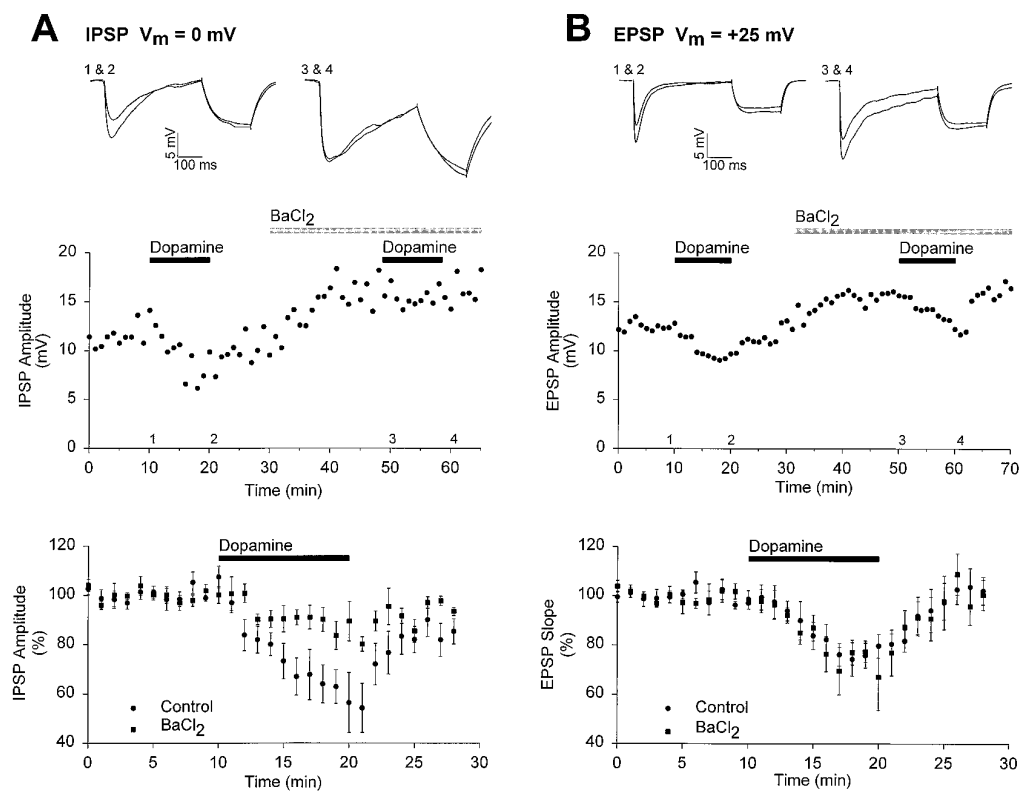 A IPSP Vm = 0 mV
1 & 2
3 & 4
5 mV
100 ms
BaCl2
Dopamine
Dopamine
20
15
10
5
0
IPSP Amplitude
(mV)
1
2
3
4
0 10 20 30 40 50 60
Time (min)
Dopamine
120
100
80
60
40
IPSP Amplitude
(%)
Control
BaCl2
0 5 10 15 20 25 30
Time (min)
B EPSP Vm = +25 mV
1 & 2
3 & 4
5 mV
100 ms
BaCl2
Dopamine
Dopamine
20
15
10
5
0
EPSP Amplitude
(mV)
1
2
3
4
0 10 20 30 40 50 60 70
Time (min)
Dopamine
120
100
80
60
40
EPSP Slope
(%)
Control
BaCl2
0 5 10 15 20 25 30
Time (min)